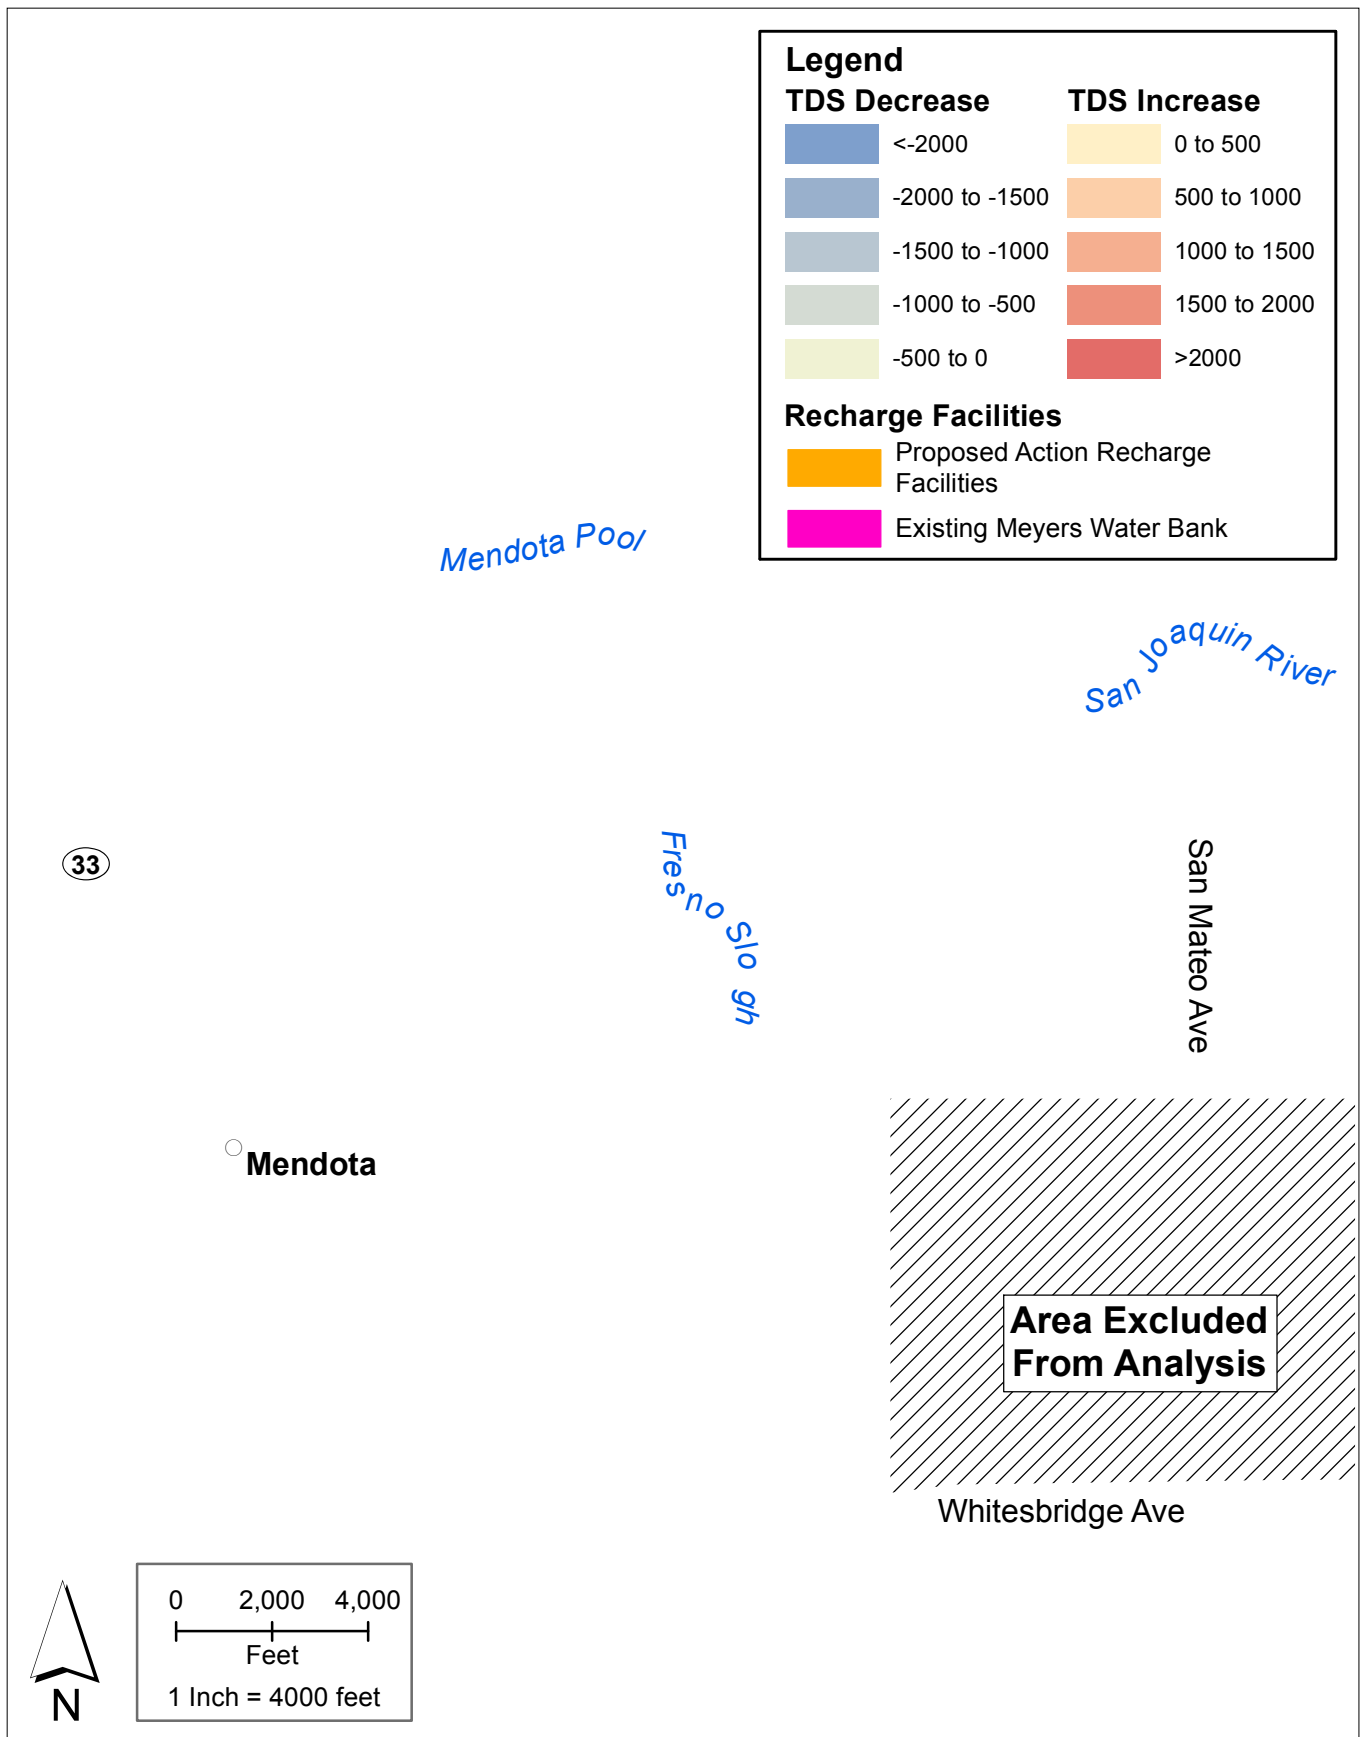 Legend
TDS Decrease
TDS Increase
<-2000
0 to 500
-2000 to -1500
500 to 1000
-1500 to -1000
1000 to 1500
-1000 to -500
1500 to 2000
-500 to 0
>2000
Recharge Facilities
Proposed Action Recharge
Facilities
Existing Meyers Water Bank
Mendota Pool
San Joaquin River
33
Fresno Slo gh
San Mateo Ave
Mendota
Area Excluded
From Analysis
Whitesbridge Ave
0 2,000 4,000
Feet
1 Inch = 4000 feet
N